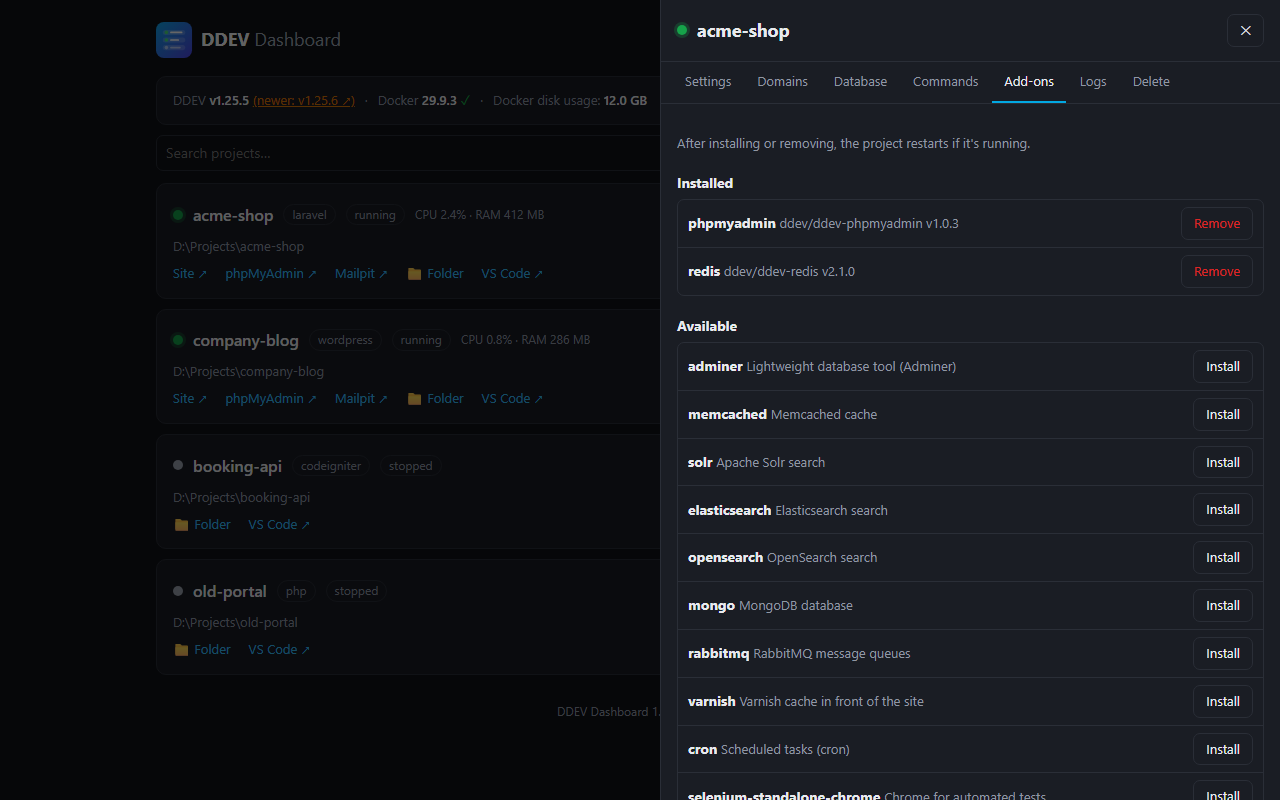 DDEV Dashboard
DDEV v1.25.5 (newer: v1.25.6 ↗) · Docker 29.9.3 ✓ · Docker disk usage: 12.0 GB
Search projects...
acme-shop laravel running CPU 2.4% · RAM 412 MB
D:\Projects\acme-shop
Site ↗ phpMyAdmin ↗ Mailpit ↗ Folder VS Code ↗
company-blog wordpress running CPU 0.8% · RAM 286 MB
D:\Projects\company-blog
Site ↗ phpMyAdmin ↗ Mailpit ↗ Folder VS Code ↗
booking-api codeigniter stopped
D:\Projects\booking-api
Folder VS Code ↗
old-portal php stopped
D:\Projects\old-portal
Folder VS Code ↗
DDEV Dashboard 1.
acme-shop ✕
Settings Domains Database Commands Add-ons Logs Delete
After installing or removing, the project restarts if it's running.
Installed
phpmyadmin ddev/ddev-phpmyadmin v1.0.3 Remove
redis ddev/ddev-redis v2.1.0 Remove
Available
adminer Lightweight database tool (Adminer) Install
memcached Memcached cache Install
solr Apache Solr search Install
elasticsearch Elasticsearch search Install
opensearch OpenSearch search Install
mongo MongoDB database Install
rabbitmq RabbitMQ message queues Install
varnish Varnish cache in front of the site Install
cron Scheduled tasks (cron) Install
selenium-standalone-chrome Chrome for automated tests Install